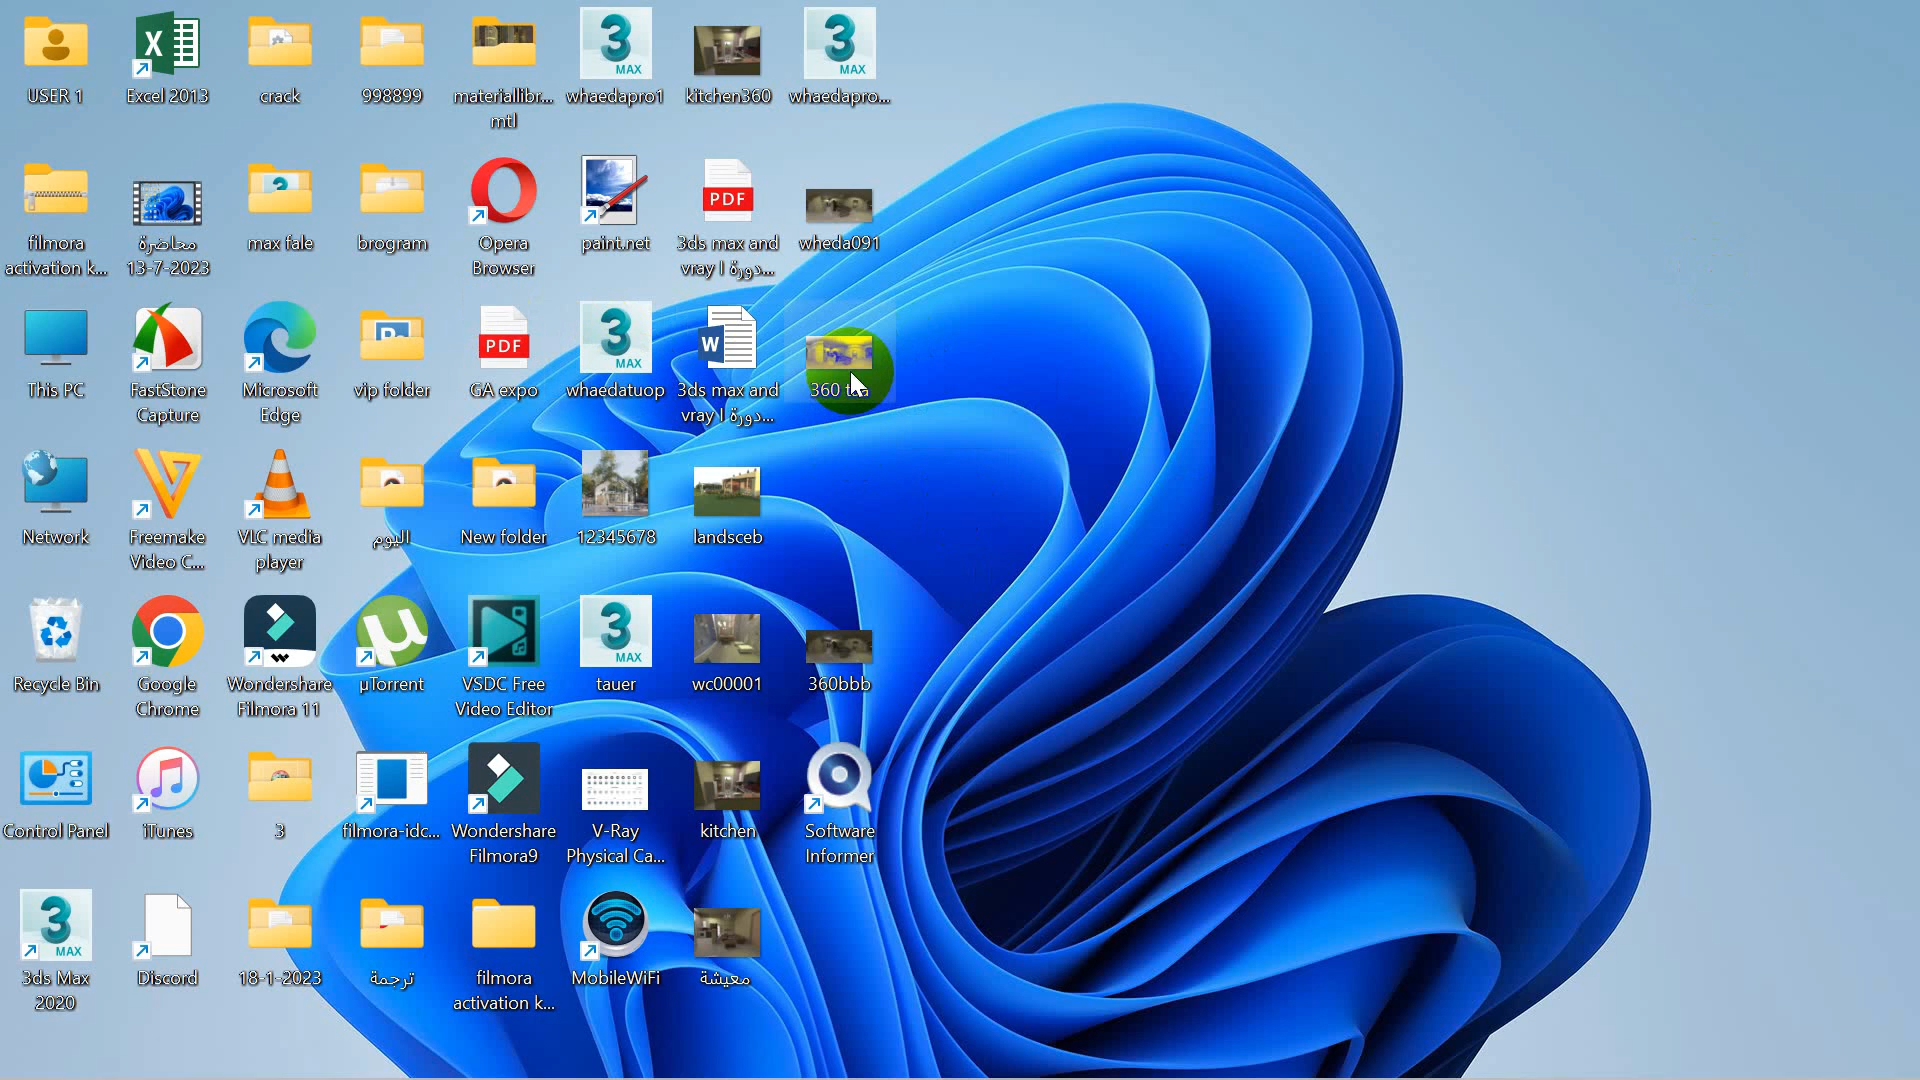 USER 1
Excel 2013
crack
998899
materiallibr...
mtl
whaedapro1
kitchen360
whaedapro...
filmora
activation k...
محاضرة
13-7-2023
max fale
brogram
Opera
Browser
paint.net
3ds max and
vray دورة ا...
wheda091
This PC
FastStone
Capture
Microsoft
Edge
vip folder
GA expo
whaedatuop
3ds max and
vray دورة ا...
360
Network
Freemake
Video C...
VLC media
player
اليوم
New folder
12345678
landsceb
Recycle Bin
Google
Chrome
Wondershare
Filmora 11
µTorrent
VSDC Free
Video Editor
tauer
wc00001
360bbb
Control Panel
iTunes
3
filmora-idc...
Wondershare
Filmora9
V-Ray
Physical Ca...
kitchen
Software
Informer
3ds Max
2020
Discord
18-1-2023
ترجمة
filmora
activation k...
MobileWiFi
معيشة